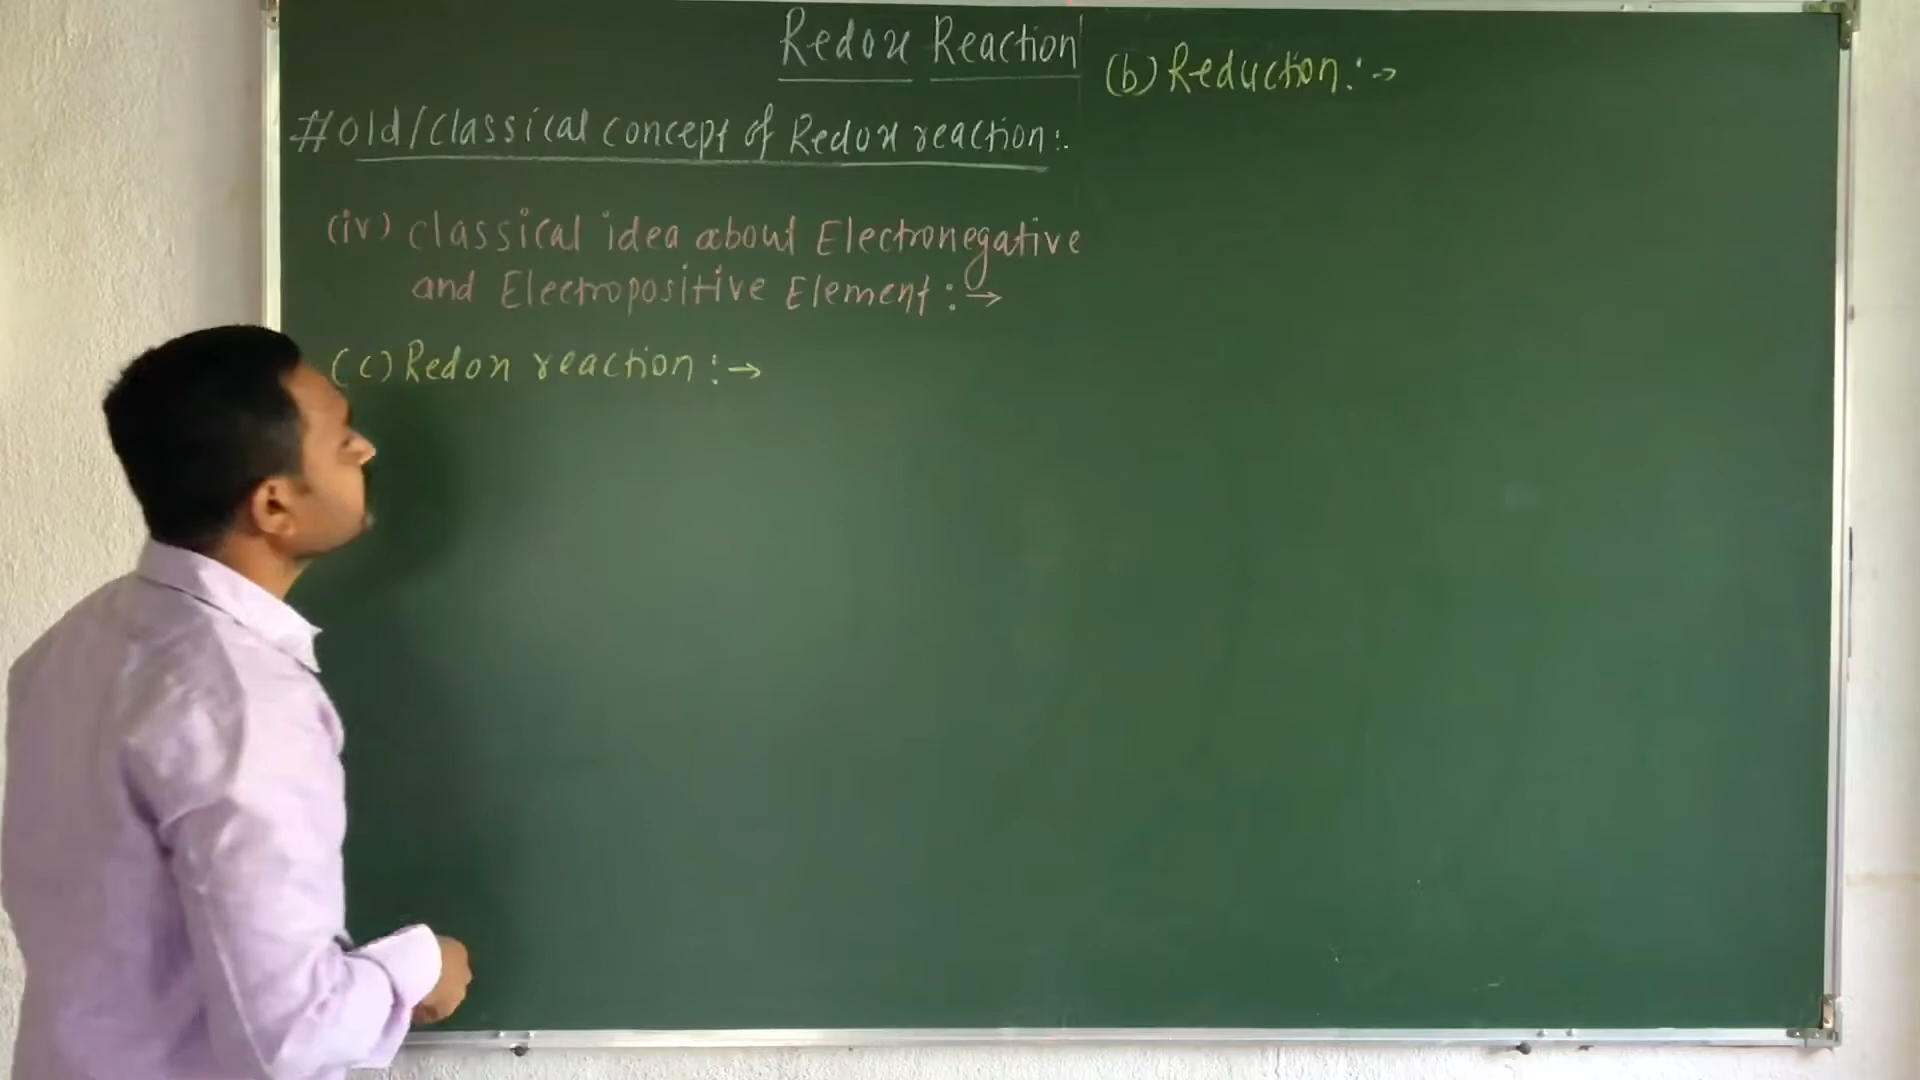 Redox Reaction
#Old/Classical concept of Redox reaction:-
(iv) Classical idea about Electronegative
and Electropositive Element:→
(c) Redox reaction:→
(b) Reduction:→